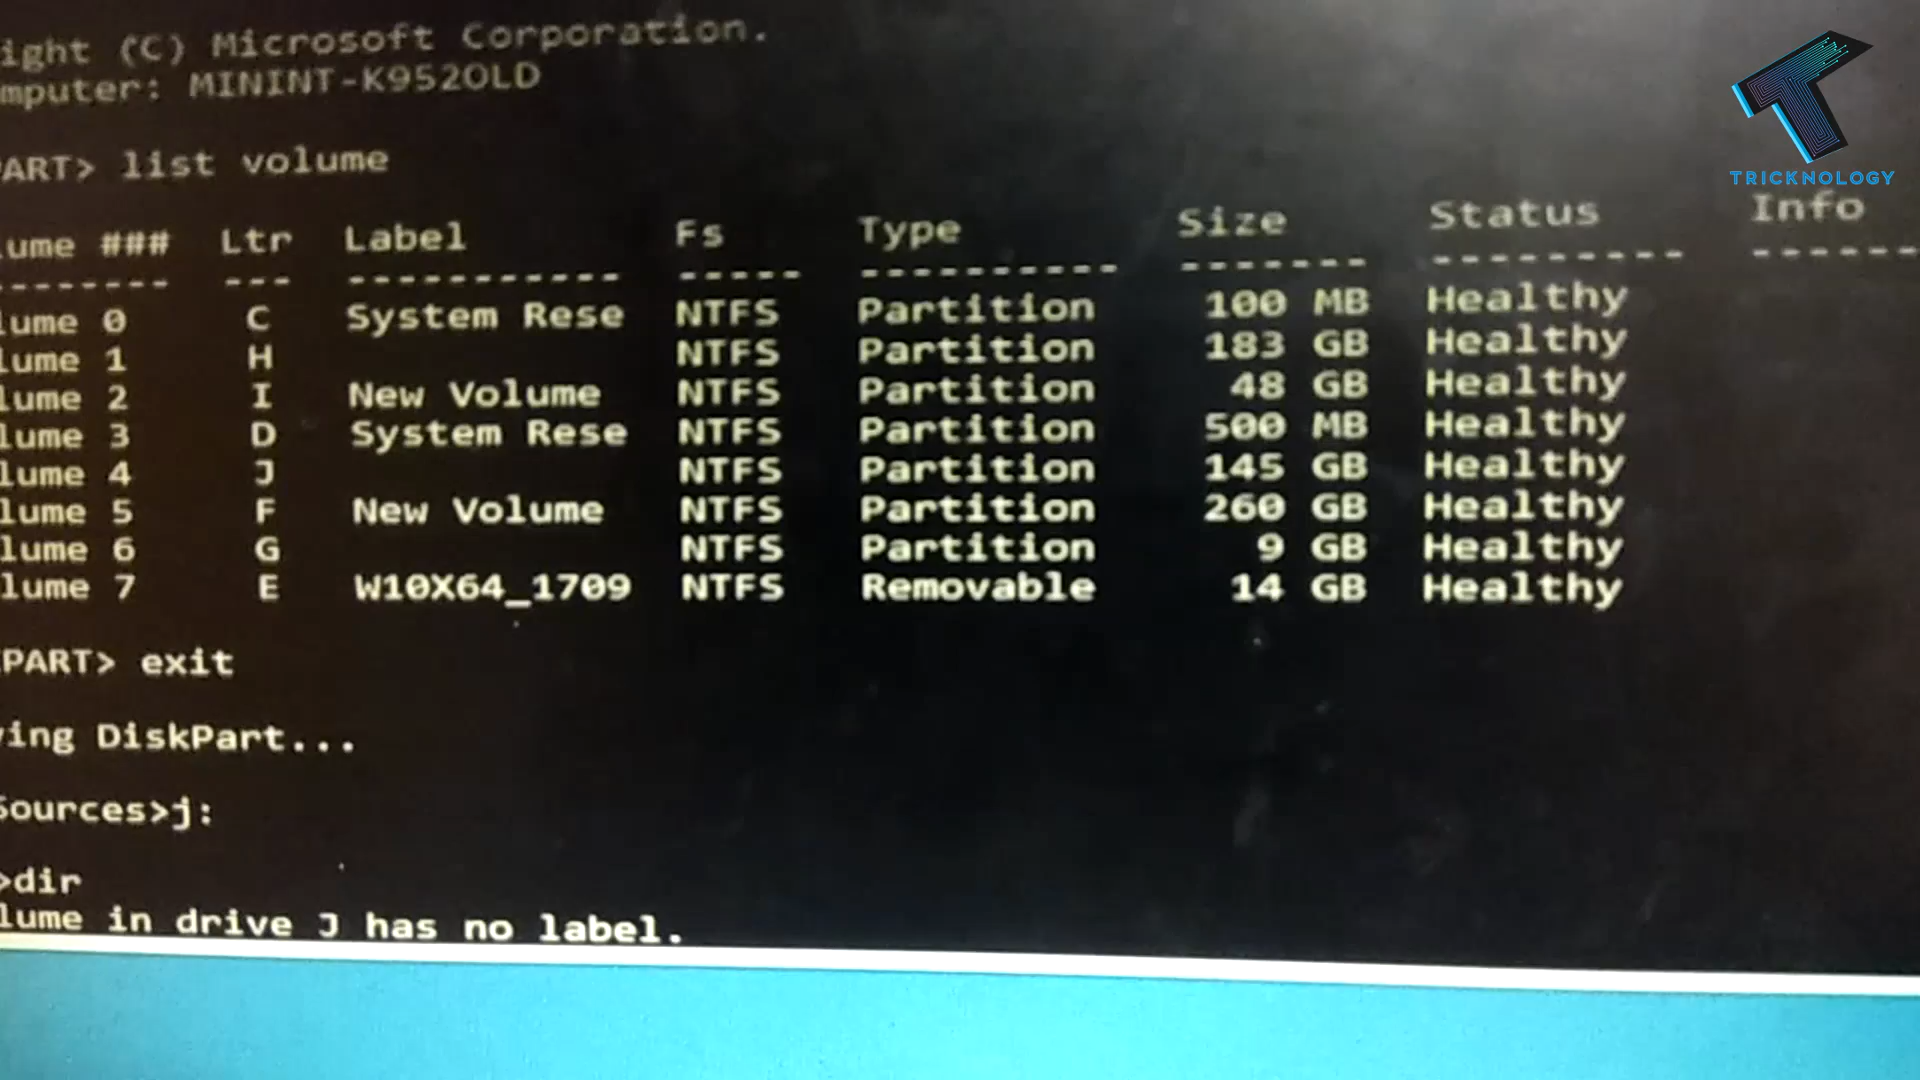 ight (C) Microsoft Corporation.
mputer: MININT-K952OLD
PART> list volume
lume ### Ltr Label Fs Type Size Status Info
-------- --- ----------- ----- ---------- ------- --------- ------
lume 0 C System Rese NTFS Partition 100 MB Healthy
lume 1 H NTFS Partition 183 GB Healthy
lume 2 I New Volume NTFS Partition 48 GB Healthy
lume 3 D System Rese NTFS Partition 500 MB Healthy
lume 4 J NTFS Partition 145 GB Healthy
lume 5 F New Volume NTFS Partition 260 GB Healthy
lume 6 G NTFS Partition 9 GB Healthy
lume 7 E W10X64_1709 NTFS Removable 14 GB Healthy
PART> exit
ving DiskPart...
Sources>j:
>dir
lume in drive J has no label.
TRICKNOLOGY